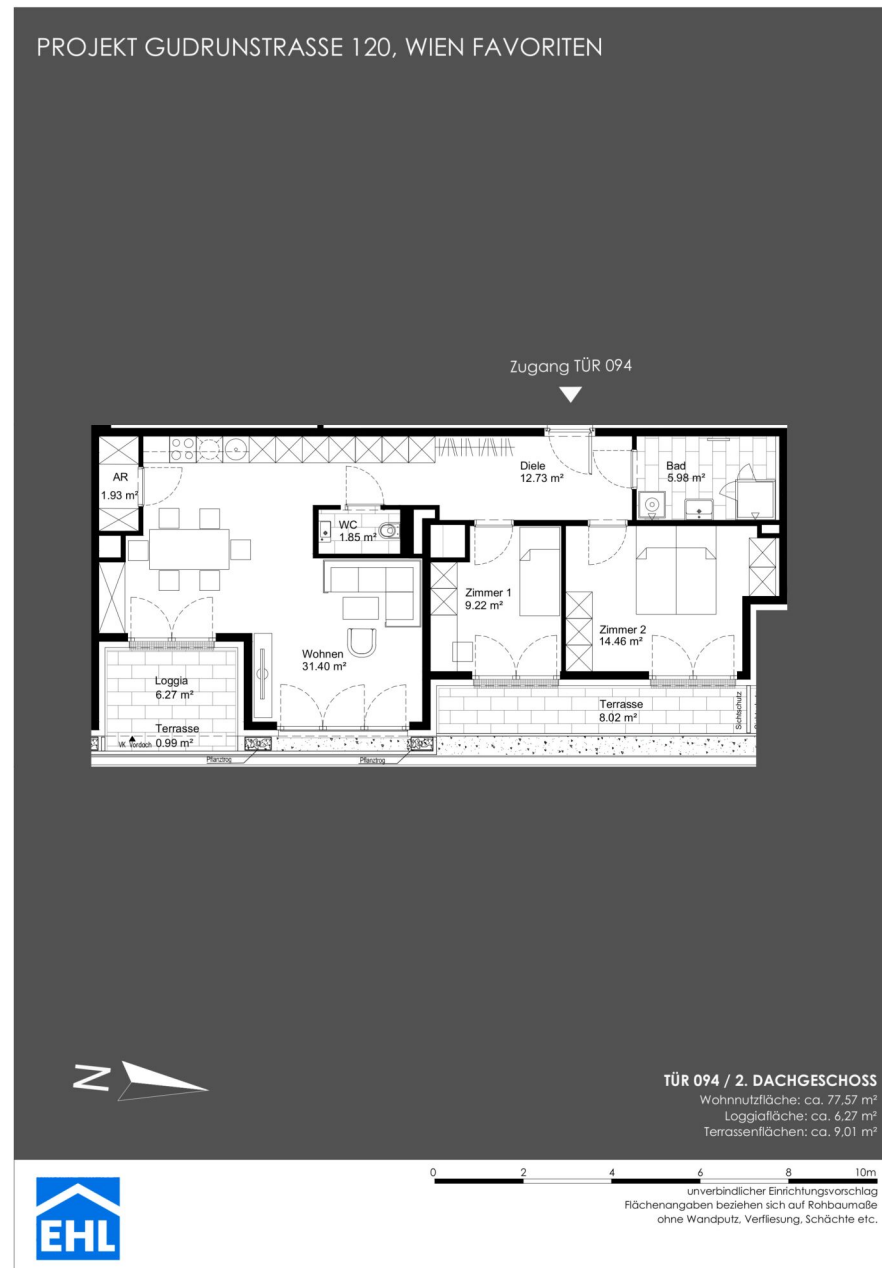 PROJEKT GUDRUNSTRASSE 120, WIEN FAVORITEN
Zugang TÜR 094
AR
1.93 m²
Diele
12.73 m²
Bad
5.98 m²
WC
1.85 m²
Zimmer 1
9.22 m²
Zimmer 2
14.46 m²
Wohnen
31.40 m²
Loggia
6.27 m²
Terrasse
0.99 m²
VK Vordach
Terrasse
8.02 m²
Sichtschutz
Pflanztrog
Pflanztrog
N
TÜR 094 / 2. DACHGESCHOSS
Wohnnutzfläche: ca. 77,57 m²
Loggiafläche: ca. 6,27 m²
Terrassenflächen: ca. 9,01 m²
0 2 4 6 8 10m
unverbindlicher Einrichtungsvorschlag
Flächenangaben beziehen sich auf Rohbaumaße
ohne Wandputz, Verfliesung, Schächte etc.
EHL